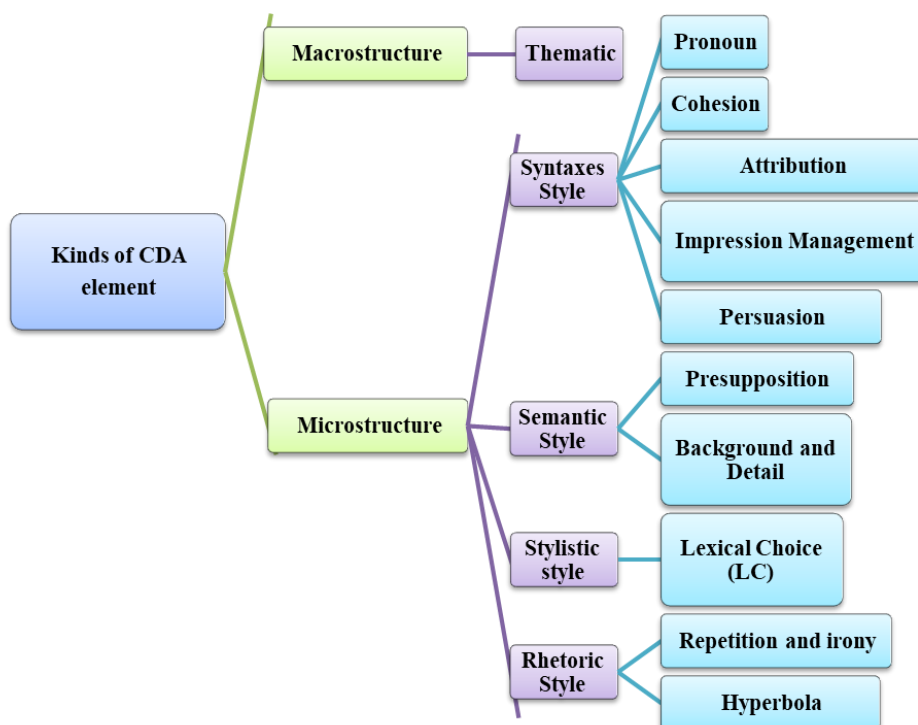 Kinds of CDA
element
Macrostructure
Thematic
Microstructure
Syntaxes
Style
Pronoun
Cohesion
Attribution
Impression Management
Persuasion
Semantic
Style
Presupposition
Background and
Detail
Stylistic
style
Lexical Choice
(LC)
Rhetoric
Style
Repetition and irony
Hyperbola